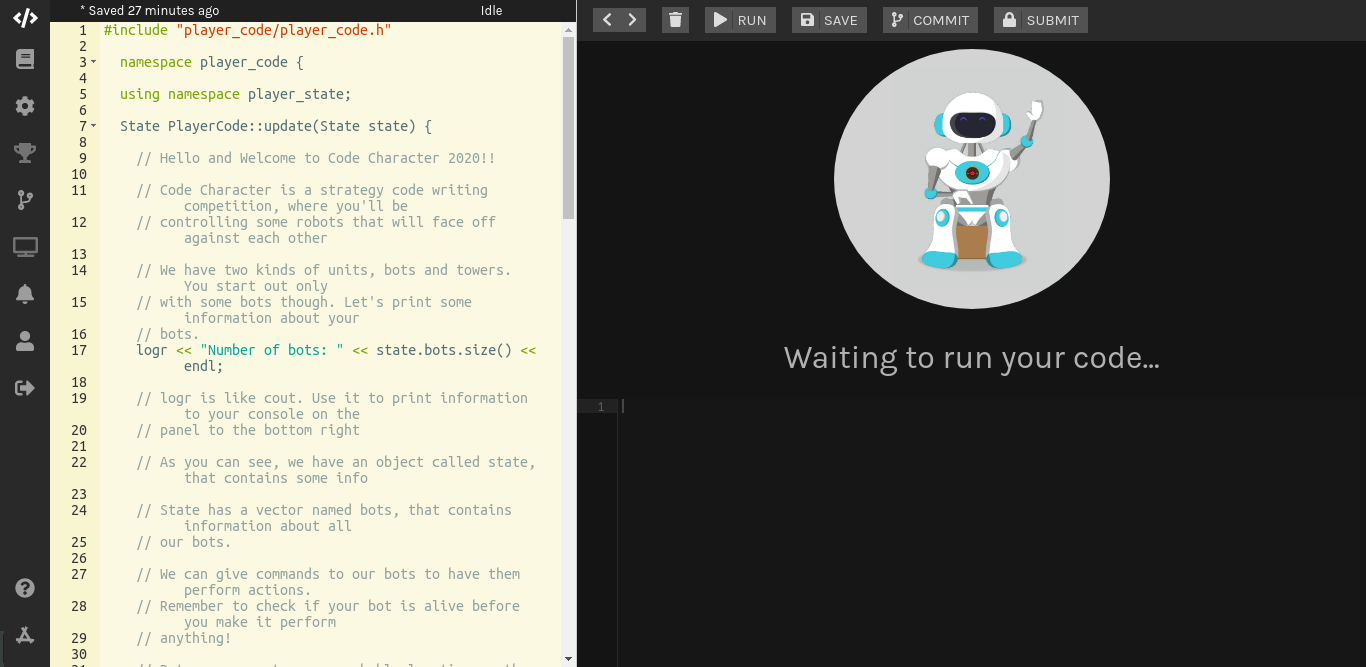 * Saved 27 minutes ago
Idle
RUN
SAVE
COMMIT
SUBMIT
1 #include "player_code/player_code.h"
2
3 namespace player_code {
4
5 using namespace player_state;
6
7 State PlayerCode::update(State state) {
8
9 // Hello and Welcome to Code Character 2020!!
10
11 // Code Character is a strategy code writing
competition, where you'll be
12 // controlling some robots that will face off
against each other
13
14 // We have two kinds of units, bots and towers.
You start out only
15 // with some bots though. Let's print some
information about your
16 // bots.
17 logr << "Number of bots: " << state.bots.size() <<
endl;
18
19 // logr is like cout. Use it to print information
to your console on the
20 // panel to the bottom right
21
22 // As you can see, we have an object called state,
that contains some info
23
24 // State has a vector named bots, that contains
information about all
25 // our bots.
26
27 // We can give commands to our bots to have them
perform actions.
28 // Remember to check if your bot is alive before
you make it perform
29 // anything!
30
Waiting to run your code...
1